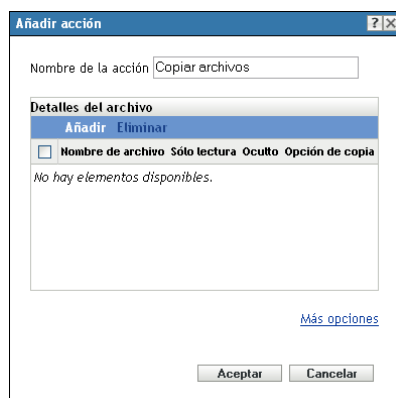 Añadir acción ? X
Nombre de la acción Copiar archivos
Detalles del archivo
Añadir Eliminar
Nombre de archivo Sólo lectura Oculto Opción de copia
No hay elementos disponibles.
Más opciones
Aceptar Cancelar